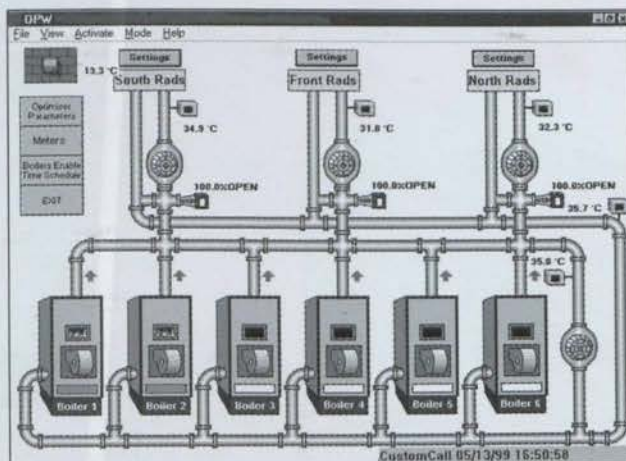 OPW
File View Activate Mode Help
13.3 °C
Settings
Settings
Settings
South Rads
Front Rads
North Rads
Optimizer
Parameters
34.9 °C
31.8 °C
32.3 °C
Meters
Boilers Enable
Time Schedule
EXIT
100.0%OPEN
100.0%OPEN
100.0%OPEN
35.7 °C
35.8 °C
Boiler 1
Boiler 2
Boiler 3
Boiler 4
Boiler 5
Boiler 6
CustomCall 05/13/99 16:50:58